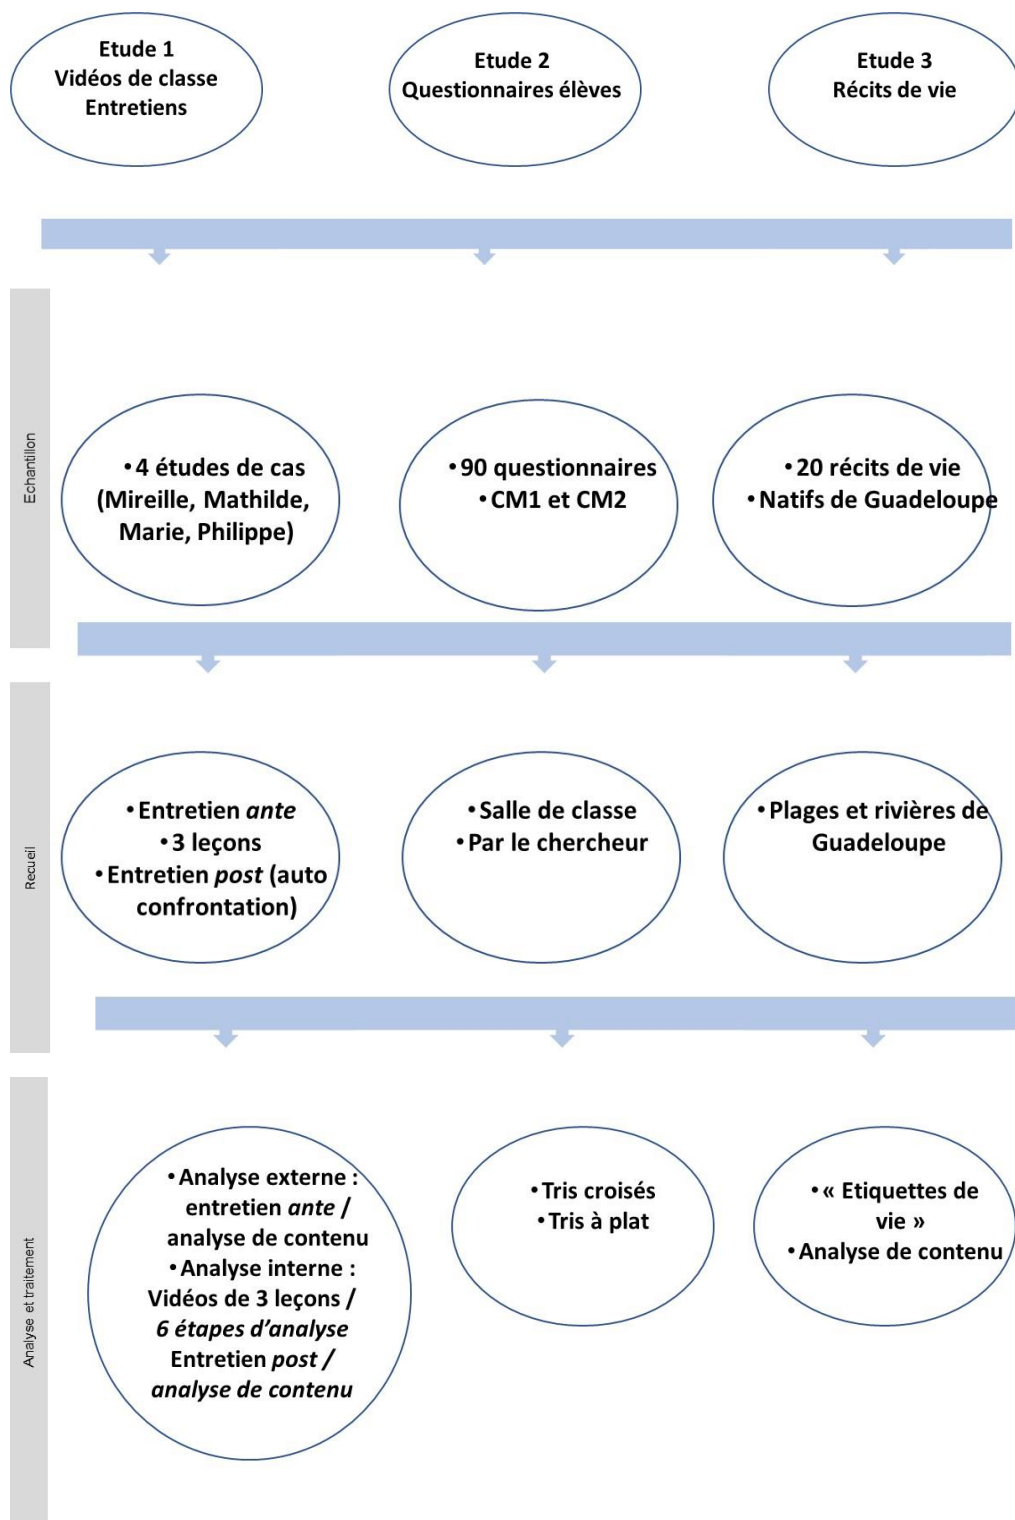 Etude 1
Vidéos de classe
Entretiens
Etude 2
Questionnaires élèves
Etude 3
Récits de vie
Echantillon
• 4 études de cas
(Mireille, Mathilde,
Marie, Philippe)
• 90 questionnaires
• CM1 et CM2
• 20 récits de vie
• Natifs de Guadeloupe
Recueil
• Entretien ante
• 3 leçons
• Entretien post (auto
confrontation)
• Salle de classe
• Par le chercheur
• Plages et rivières de
Guadeloupe
Analyse et traitement
• Analyse externe :
entretien ante /
analyse de contenu
• Analyse interne :
Vidéos de 3 leçons /
6 étapes d’analyse
Entretien post /
analyse de contenu
• Tris croisés
• Tris à plat
• « Etiquettes de
vie »
• Analyse de contenu